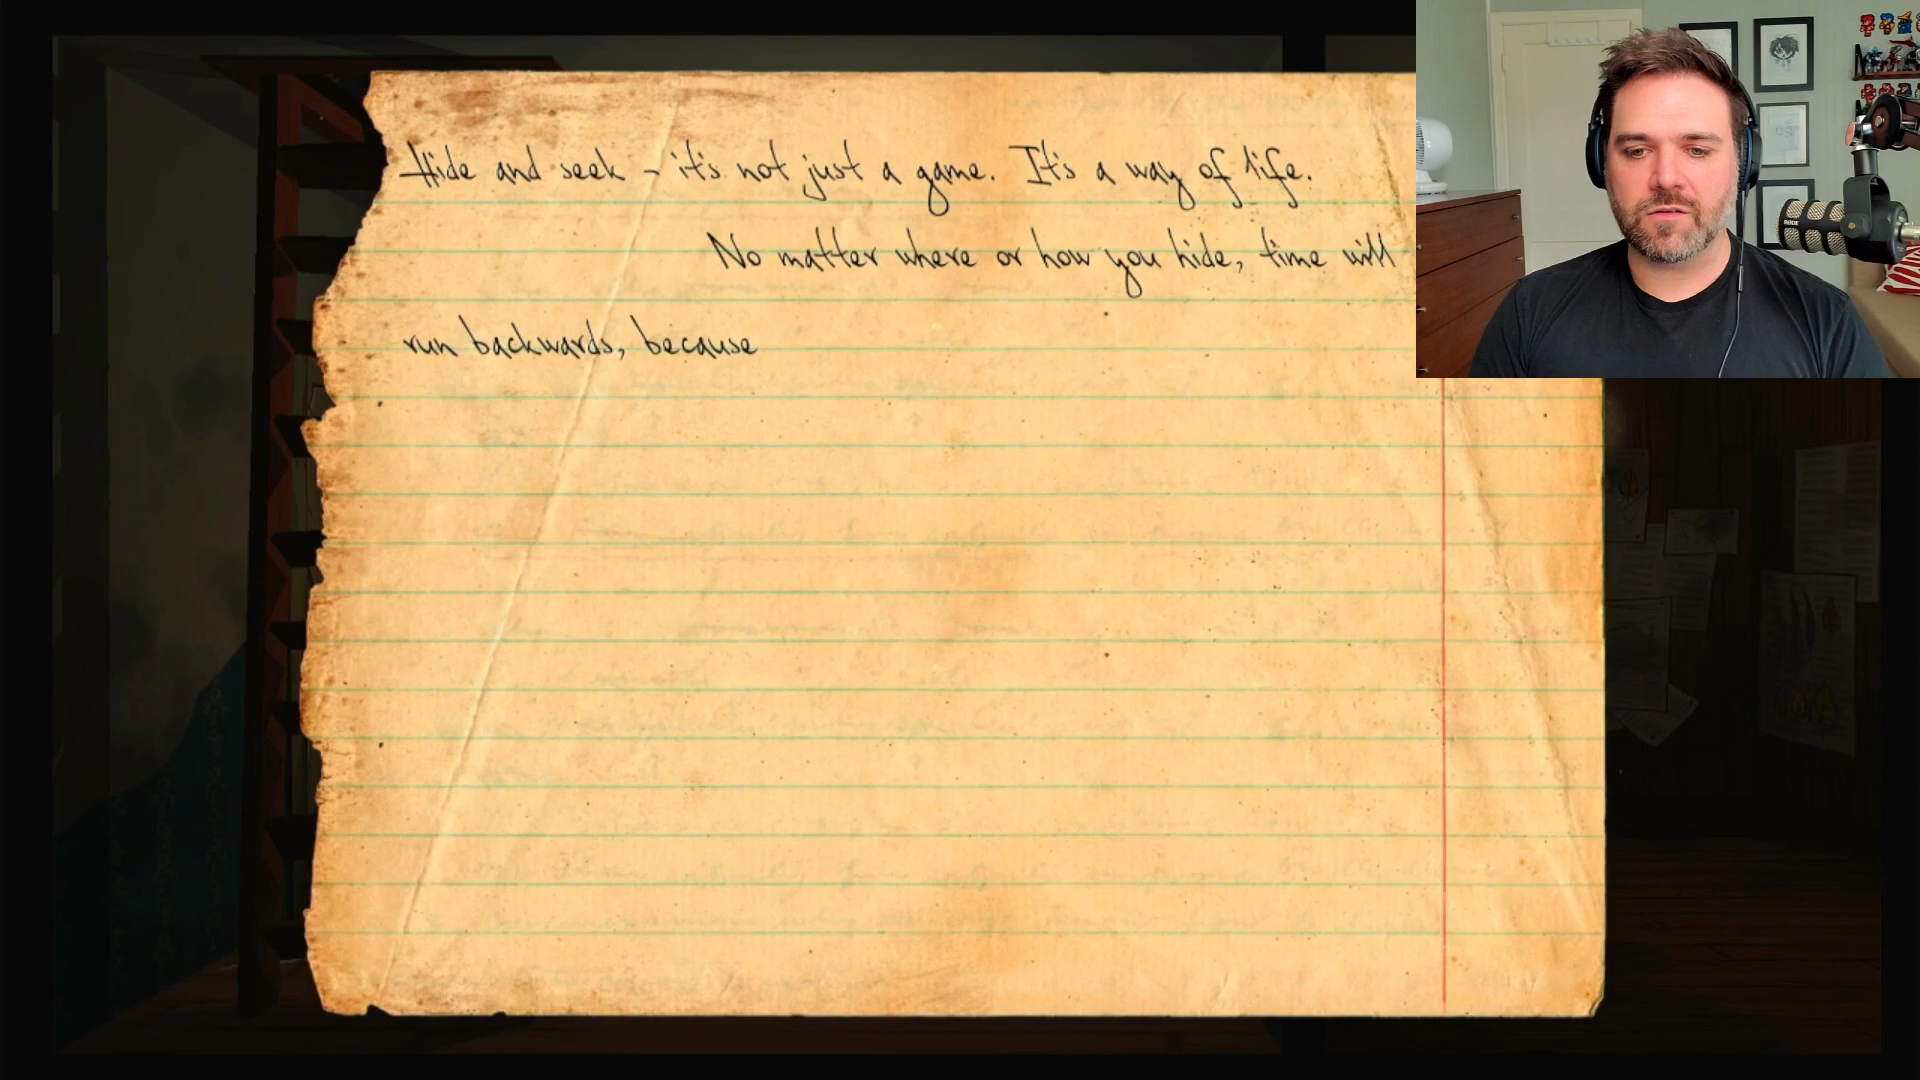 Hide and seek - it's not just a game. It's a way of life.
No matter where or how you hide, time will
run backwards, because